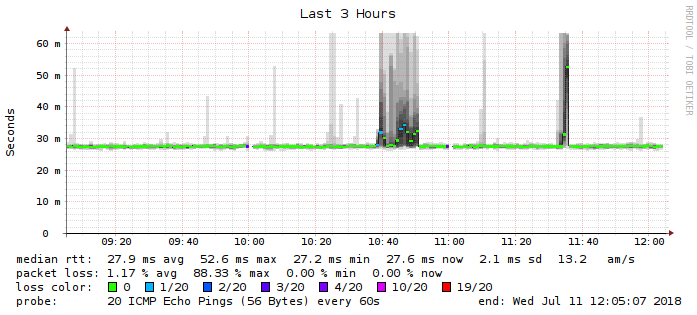 Last 3 Hours
RRDTOOL / TOBI OETIKER
Seconds
60 m
50 m
40 m
30 m
20 m
10 m
0
09:20 09:40 10:00 10:20 10:40 11:00 11:20 11:40 12:00
median rtt: 27.9 ms avg 52.6 ms max 27.2 ms min 27.6 ms now 2.1 ms sd 13.2 am/s
packet loss: 1.17 % avg 88.33 % max 0.00 % min 0.00 % now
loss color: 0 1/20 2/20 3/20 4/20 10/20 19/20
probe: 20 ICMP Echo Pings (56 Bytes) every 60s end: Wed Jul 11 12:05:07 2018